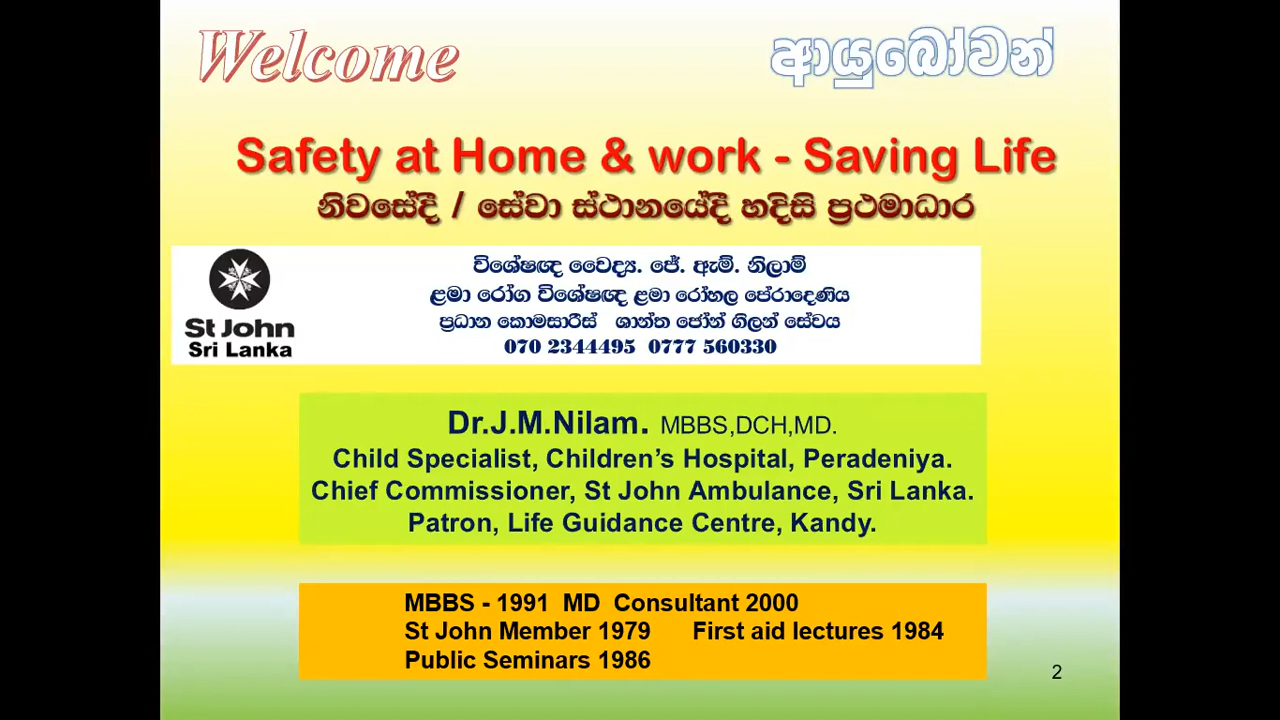 Welcome
ආයුබෝවන්
Safety at Home & work - Saving Life
නිවසේදී / සේවා ස්ථානයේදී හදිසි ප්‍රථමාධාර
St John
Sri Lanka
විශේෂඥ වෛද්‍ය. ජේ. ඇම්. නිලාම්
ළමා රෝග විශේෂඥ ළමා රෝහල පේරාදෙණිය
ප්‍රධාන කොමසාරීස් ශාන්ත ජෝන් ගිලන් සේවය
070 2344495 0777 560330
Dr.J.M.Nilam. MBBS,DCH,MD.
Child Specialist, Children’s Hospital, Peradeniya.
Chief Commissioner, St John Ambulance, Sri Lanka.
Patron, Life Guidance Centre, Kandy.
MBBS - 1991 MD Consultant 2000
St John Member 1979 First aid lectures 1984
Public Seminars 1986
2